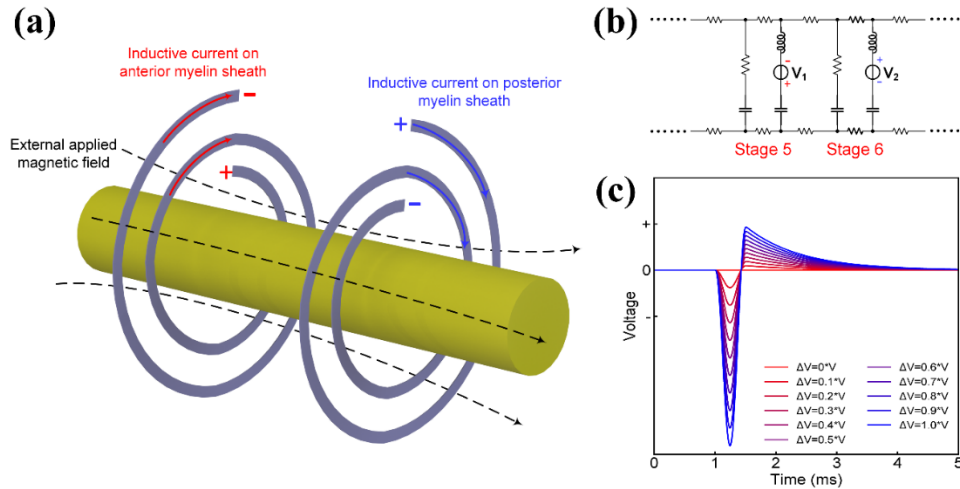 (a)
Inductive current on
anterior myelin sheath
Inductive current on posterior
myelin sheath
External applied
magnetic field
-
+
+
-
(b)
-
V1
+
+
V2
-
Stage 5
Stage 6
(c)
Voltage
+
0
-
ΔV=0*V
ΔV=0.1*V
ΔV=0.2*V
ΔV=0.3*V
ΔV=0.4*V
ΔV=0.5*V
ΔV=0.6*V
ΔV=0.7*V
ΔV=0.8*V
ΔV=0.9*V
ΔV=1.0*V
0 1 2 3 4 5
Time (ms)